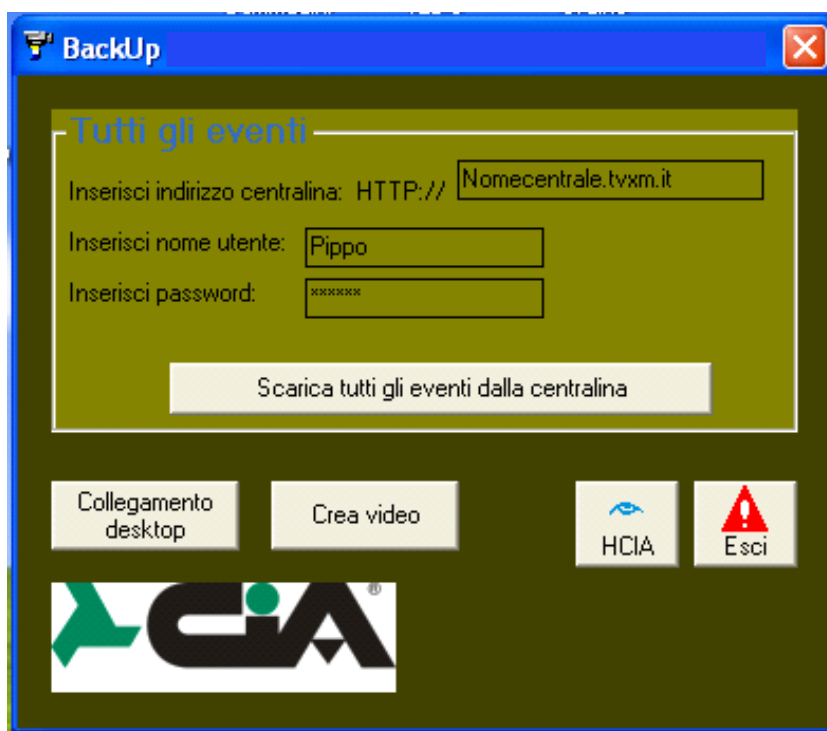 BackUp
Tutti gli eventi
Inserisci indirizzo centralina: HTTP:// Nomecentrale.tvxm.it
Inserisci nome utente: Pippo
Inserisci password: ******
Scarica tutti gli eventi dalla centralina
Collegamento
desktop
Crea video
HCIA
Esci
CiA®